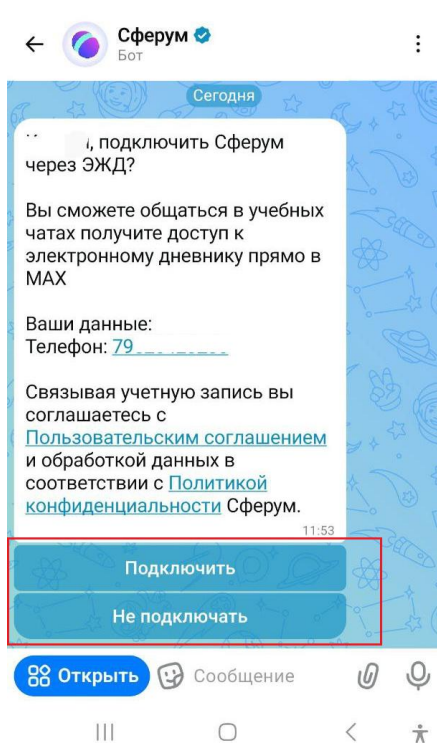 Сферум
Бот
Сегодня
, подключить Сферум
через ЭЖД?
Вы сможете общаться в учебных
чатах получите доступ к
электронному дневнику прямо в
MAX
Ваши данные:
Телефон: 79
Связывая учетную запись вы
соглашаетесь с
Пользовательским соглашением
и обработкой данных в
соответствии с Политикой
конфиденциальности Сферум.
11:53
Подключить
Не подключать
Открыть Сообщение